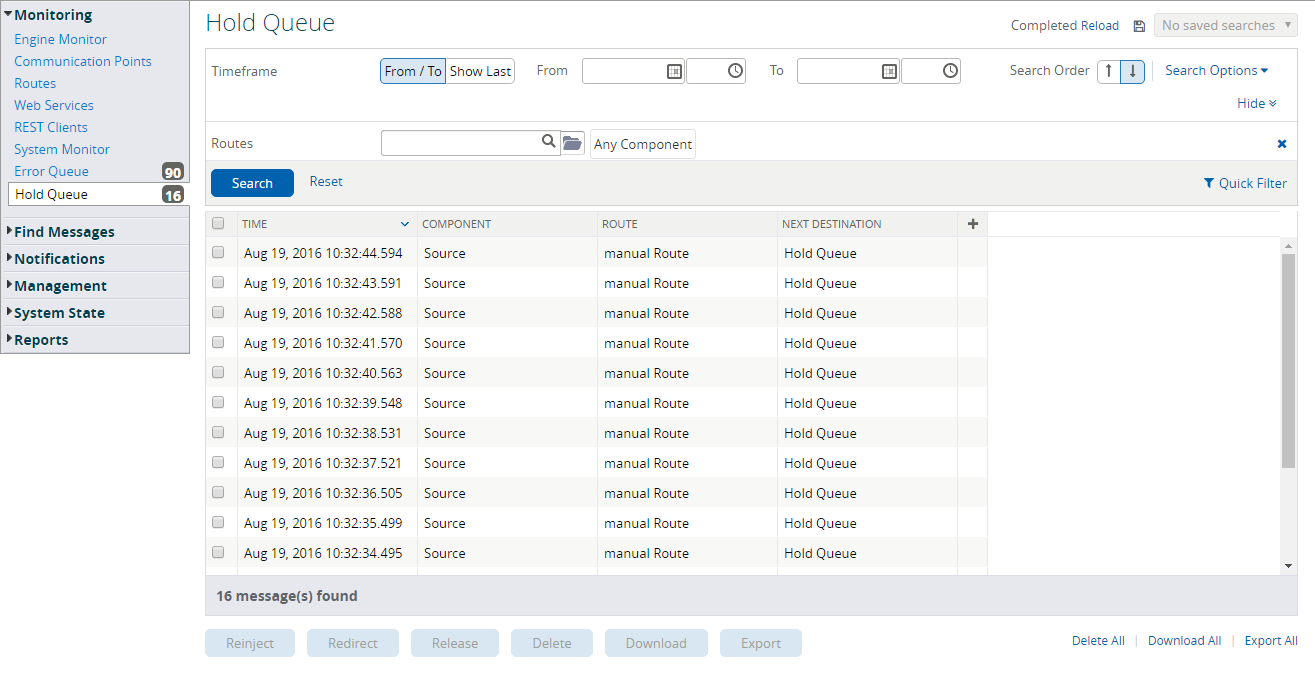 Monitoring
Engine Monitor
Communication Points
Routes
Web Services
REST Clients
System Monitor
Error Queue 90
Hold Queue 16
Find Messages
Notifications
Management
System State
Reports
Hold Queue
Completed Reload No saved searches
Timeframe From / To Show Last From To Search Order Search Options
Hide
Routes Any Component
Search Reset Quick Filter
TIME COMPONENT ROUTE NEXT DESTINATION
Aug 19, 2016 10:32:44.594 Source manual Route Hold Queue
Aug 19, 2016 10:32:43.591 Source manual Route Hold Queue
Aug 19, 2016 10:32:42.588 Source manual Route Hold Queue
Aug 19, 2016 10:32:41.570 Source manual Route Hold Queue
Aug 19, 2016 10:32:40.563 Source manual Route Hold Queue
Aug 19, 2016 10:32:39.548 Source manual Route Hold Queue
Aug 19, 2016 10:32:38.531 Source manual Route Hold Queue
Aug 19, 2016 10:32:37.521 Source manual Route Hold Queue
Aug 19, 2016 10:32:36.505 Source manual Route Hold Queue
Aug 19, 2016 10:32:35.499 Source manual Route Hold Queue
Aug 19, 2016 10:32:34.495 Source manual Route Hold Queue
16 message(s) found
Reinject Redirect Release Delete Download Export Delete All | Download All | Export All